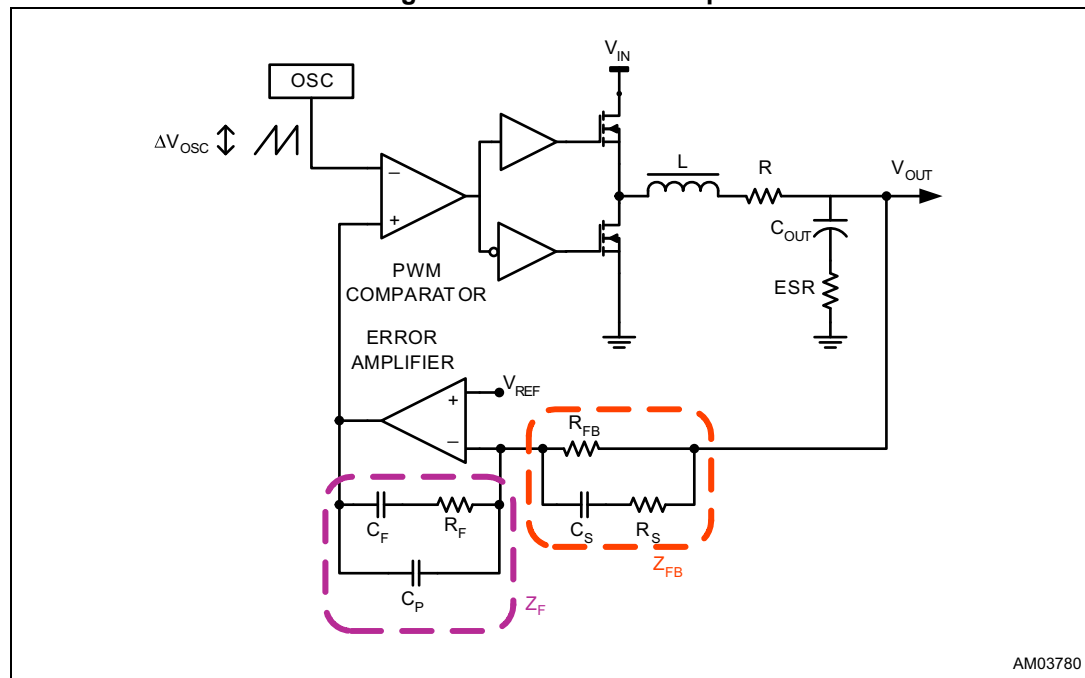 V_IN
OSC
ΔV_OSC
−
+
L
R
V_OUT
C_OUT
ESR
PWM
COMPARATOR
ERROR
AMPLIFIER
V_REF
+
−
R_FB
C_S
R_S
Z_FB
C_F
R_F
C_P
Z_F
AM03780